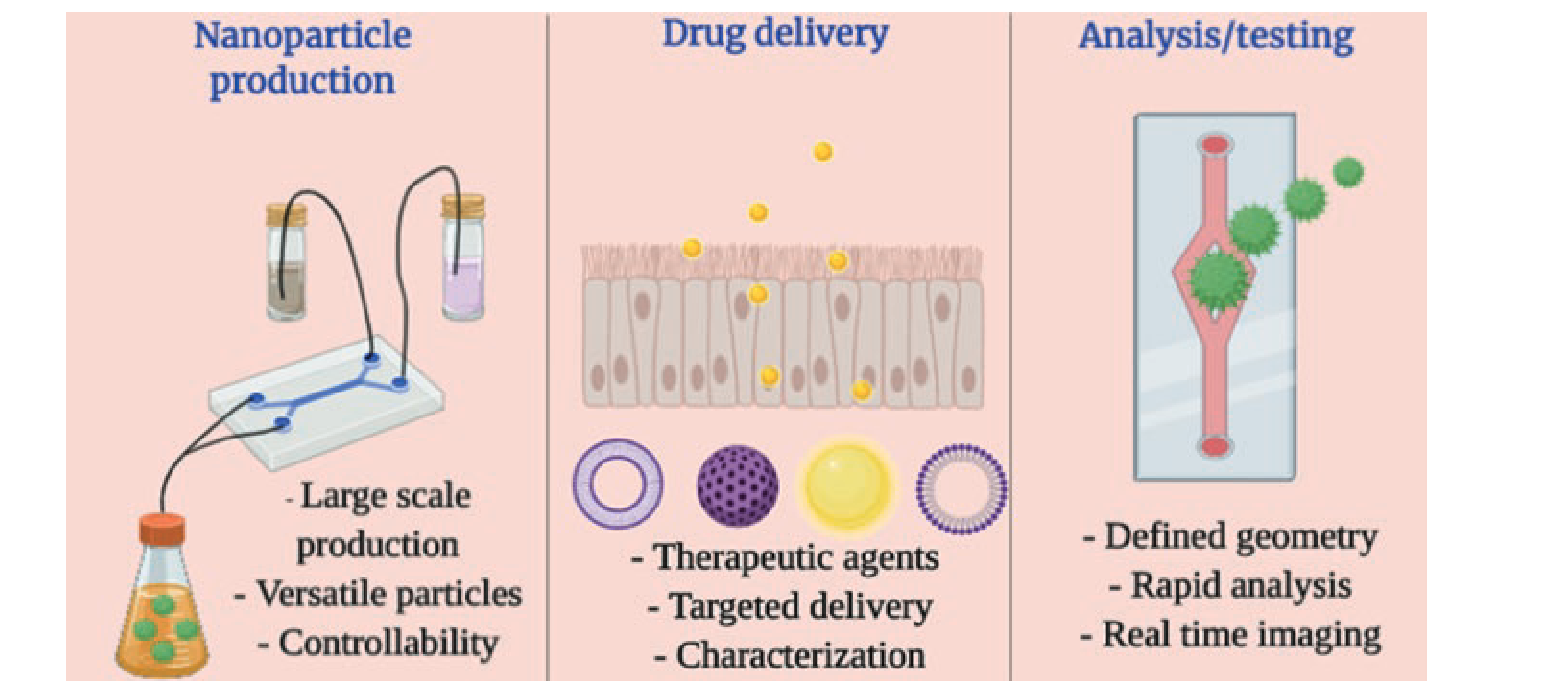 Nanoparticle
production
- Large scale
production
- Versatile particles
- Controllability
Drug delivery
- Therapeutic agents
- Targeted delivery
- Characterization
Analysis/testing
- Defined geometry
- Rapid analysis
- Real time imaging